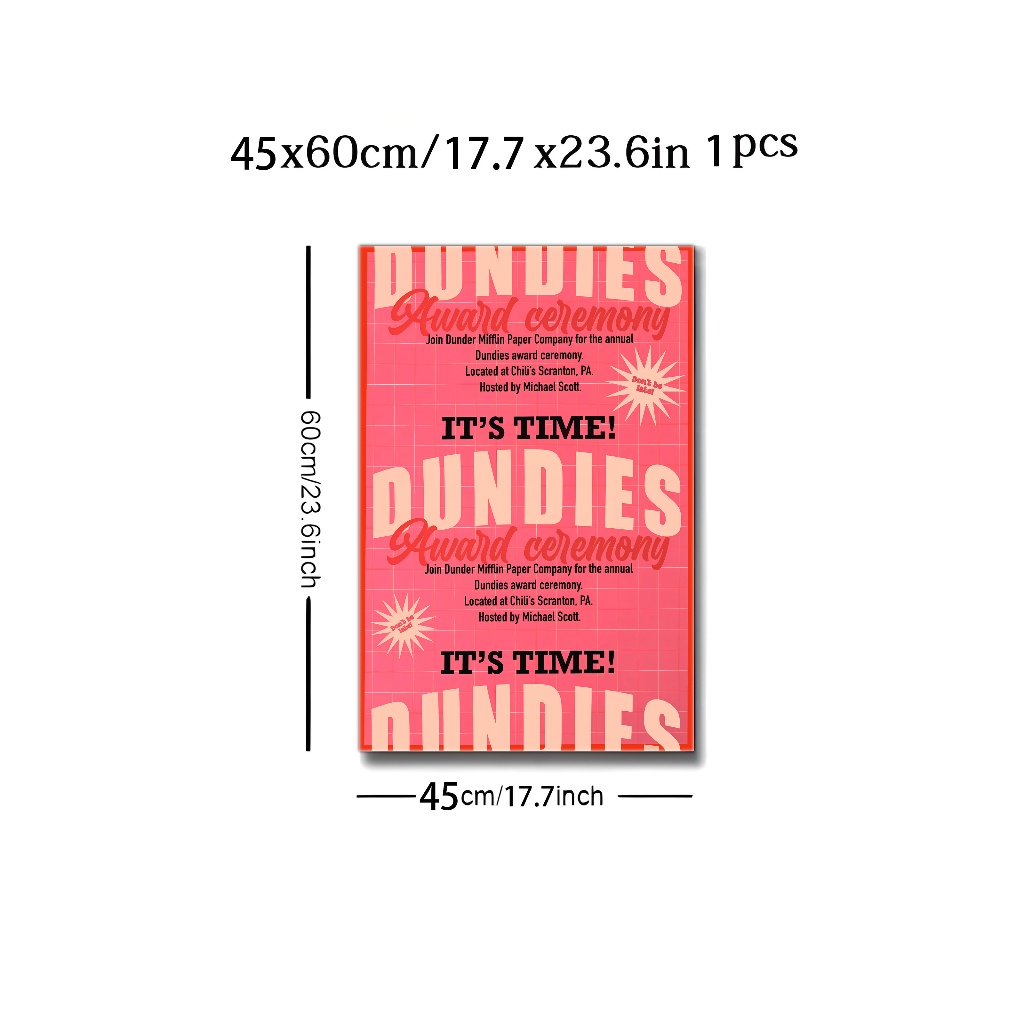 45x60cm/17.7 x23.6in 1pcs
DUNDIES
Award ceremony
Join Dunder Mifflin Paper Company for the annual
Dundies award ceremony.
Located at Chili's Scranton, PA.
Hosted by Michael Scott.
Don't be
late!
IT'S TIME!
DUNDIES
Award ceremony
Join Dunder Mifflin Paper Company for the annual
Dundies award ceremony.
Located at Chili's Scranton, PA.
Hosted by Michael Scott.
Don't be
late!
IT'S TIME!
DUNDIES
60cm/23.6inch
45cm/17.7inch